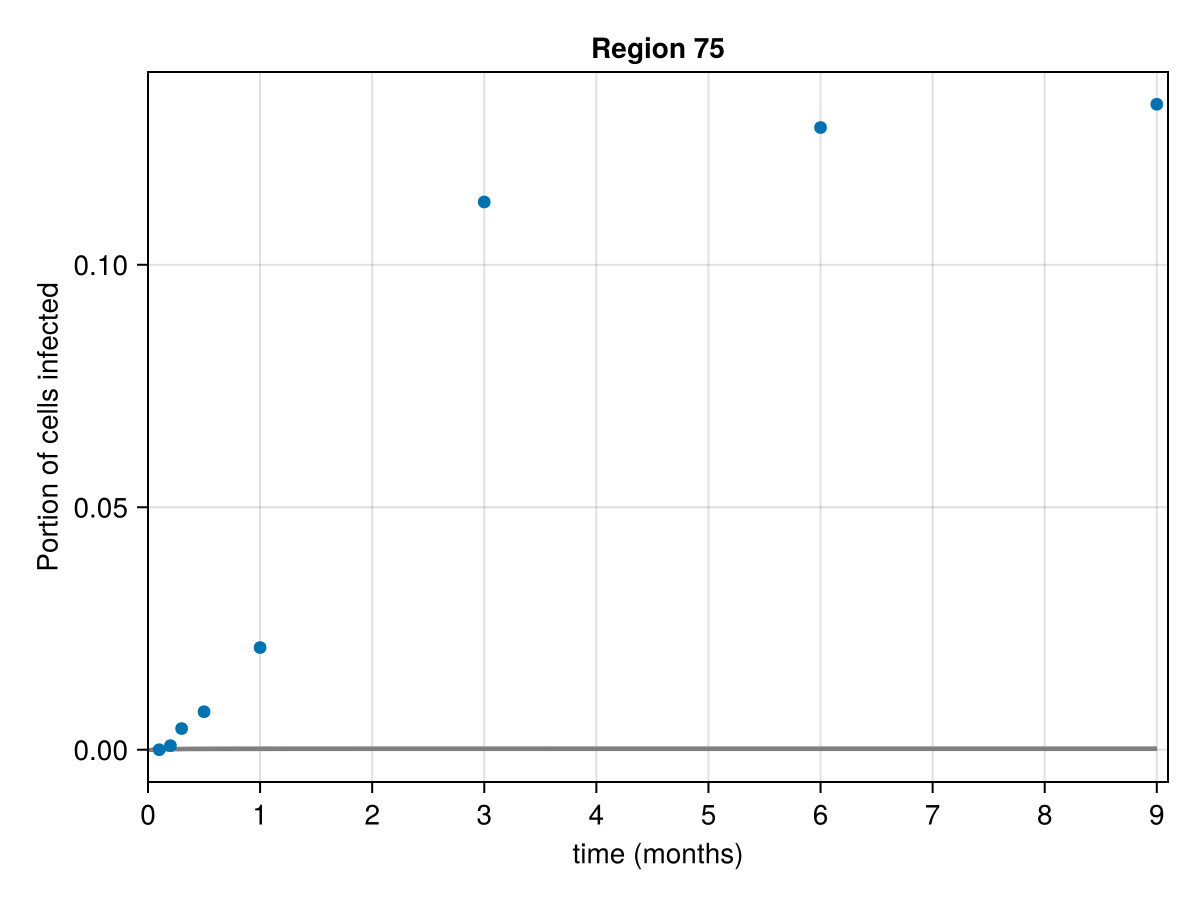 Region 75
Portion of cells infected
0.10
0.05
0.00
0 1 2 3 4 5 6 7 8 9
time (months)